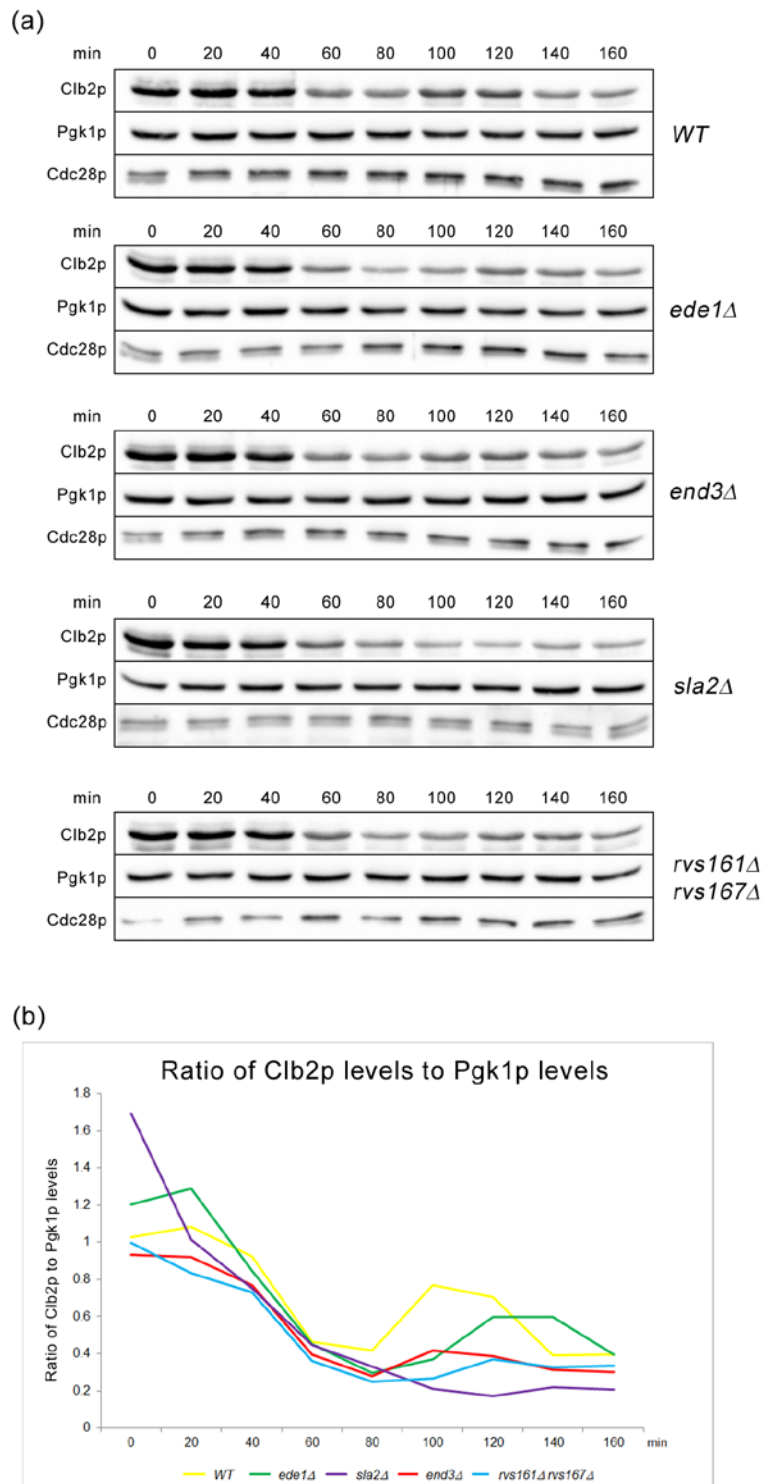 (a)
min 0 20 40 60 80 100 120 140 160
Clb2p
Pgk1p
WT
Cdc28p
min 0 20 40 60 80 100 120 140 160
Clb2p
Pgk1p
ede1Δ
Cdc28p
min 0 20 40 60 80 100 120 140 160
Clb2p
Pgk1p
end3Δ
Cdc28p
min 0 20 40 60 80 100 120 140 160
Clb2p
Pgk1p
sla2Δ
Cdc28p
min 0 20 40 60 80 100 120 140 160
Clb2p
Pgk1p
rvs161Δ
rvs167Δ
Cdc28p
(b)
Ratio of Clb2p levels to Pgk1p levels
Ratio of Clb2p to Pgk1p levels
1.8
1.6
1.4
1.2
1
0.8
0.6
0.4
0.2
0
0 20 40 60 80 100 120 140 160 min
WT ede1Δ sla2Δ end3Δ rvs161Δ rvs167Δ